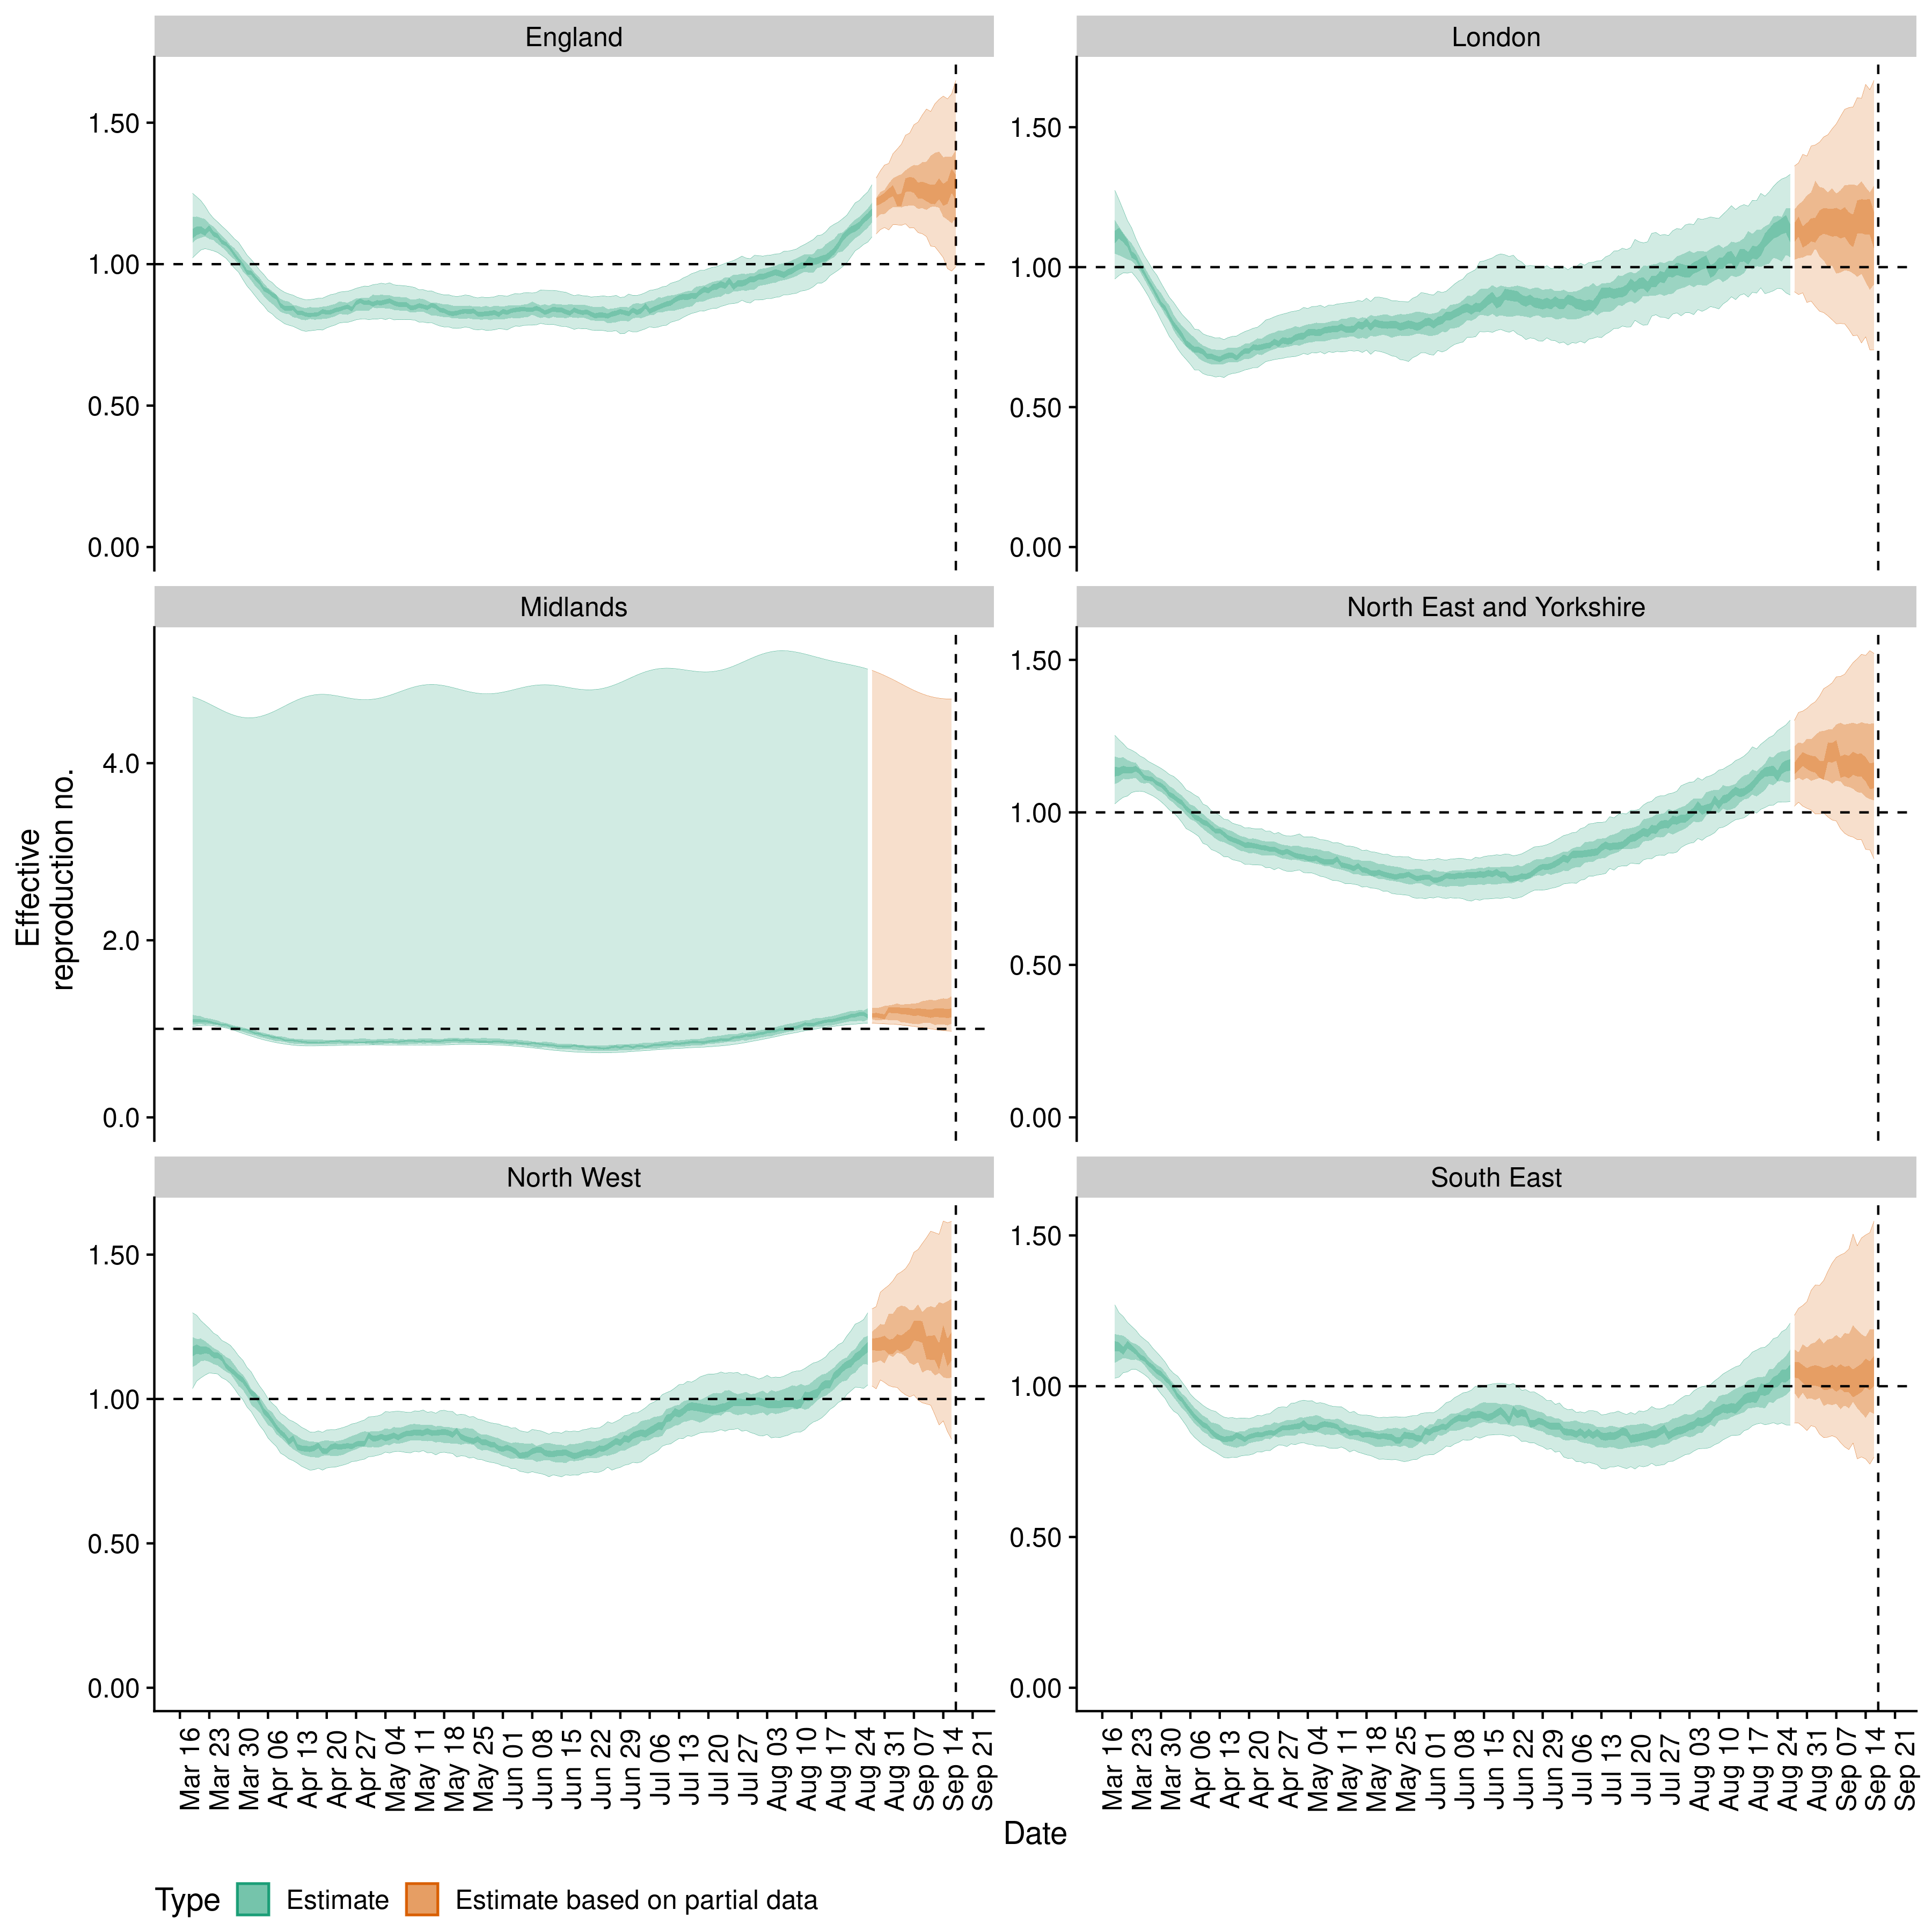 England
London
1.50
1.00
0.50
0.00
1.50
1.00
0.50
0.00
Midlands
North East and Yorkshire
4.0
2.0
0.0
1.50
1.00
0.50
0.00
North West
South East
1.50
1.00
0.50
0.00
1.50
1.00
0.50
0.00
Effective
reproduction no.
Mar 16
Mar 23
Mar 30
Apr 06
Apr 13
Apr 20
Apr 27
May 04
May 11
May 18
May 25
Jun 01
Jun 08
Jun 15
Jun 22
Jun 29
Jul 06
Jul 13
Jul 20
Jul 27
Aug 03
Aug 10
Aug 17
Aug 24
Aug 31
Sep 07
Sep 14
Sep 21
Mar 16
Mar 23
Mar 30
Apr 06
Apr 13
Apr 20
Apr 27
May 04
May 11
May 18
May 25
Jun 01
Jun 08
Jun 15
Jun 22
Jun 29
Jul 06
Jul 13
Jul 20
Jul 27
Aug 03
Aug 10
Aug 17
Aug 24
Aug 31
Sep 07
Sep 14
Sep 21
Date
Type Estimate Estimate based on partial data